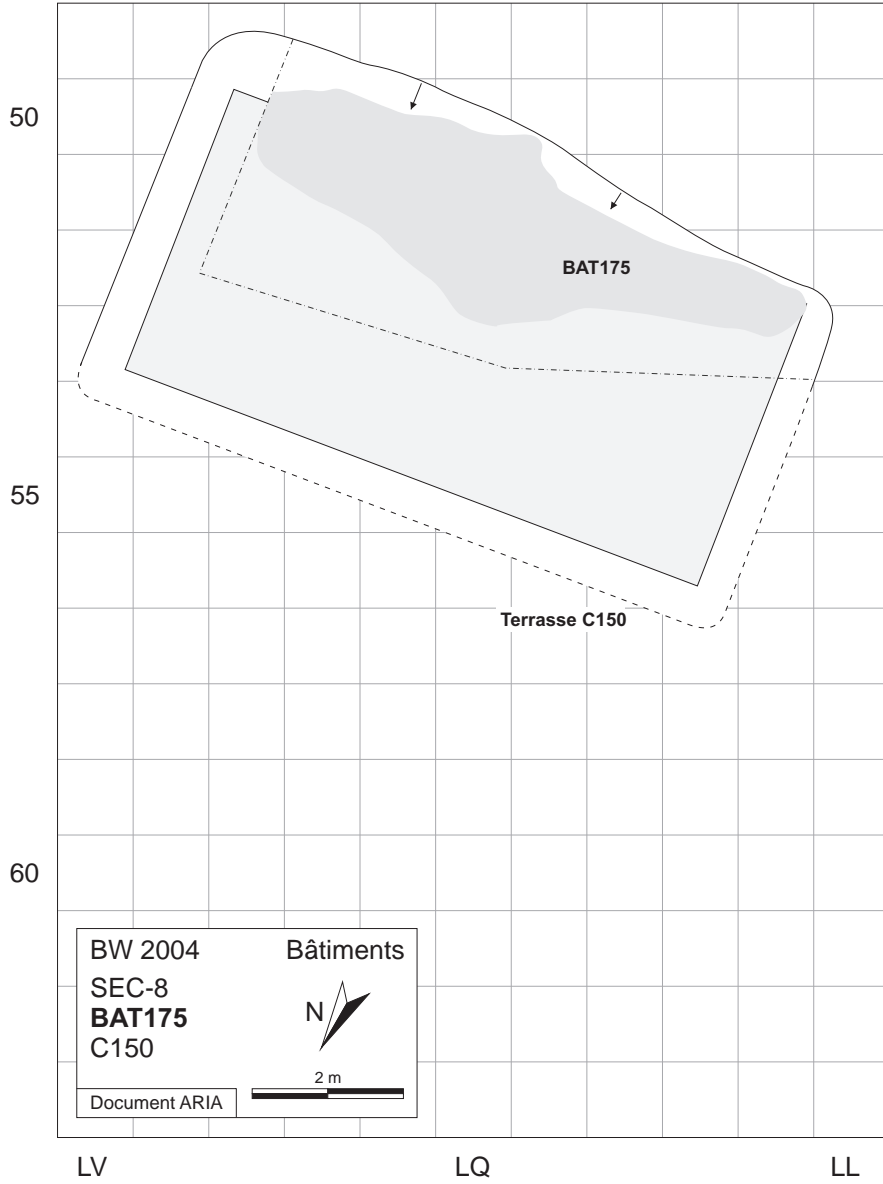 50
BAT175
55
Terrasse C150
60
BW 2004 Bâtiments
SEC-8
BAT175
C150
N
2 m
Document ARIA
LV LQ LL